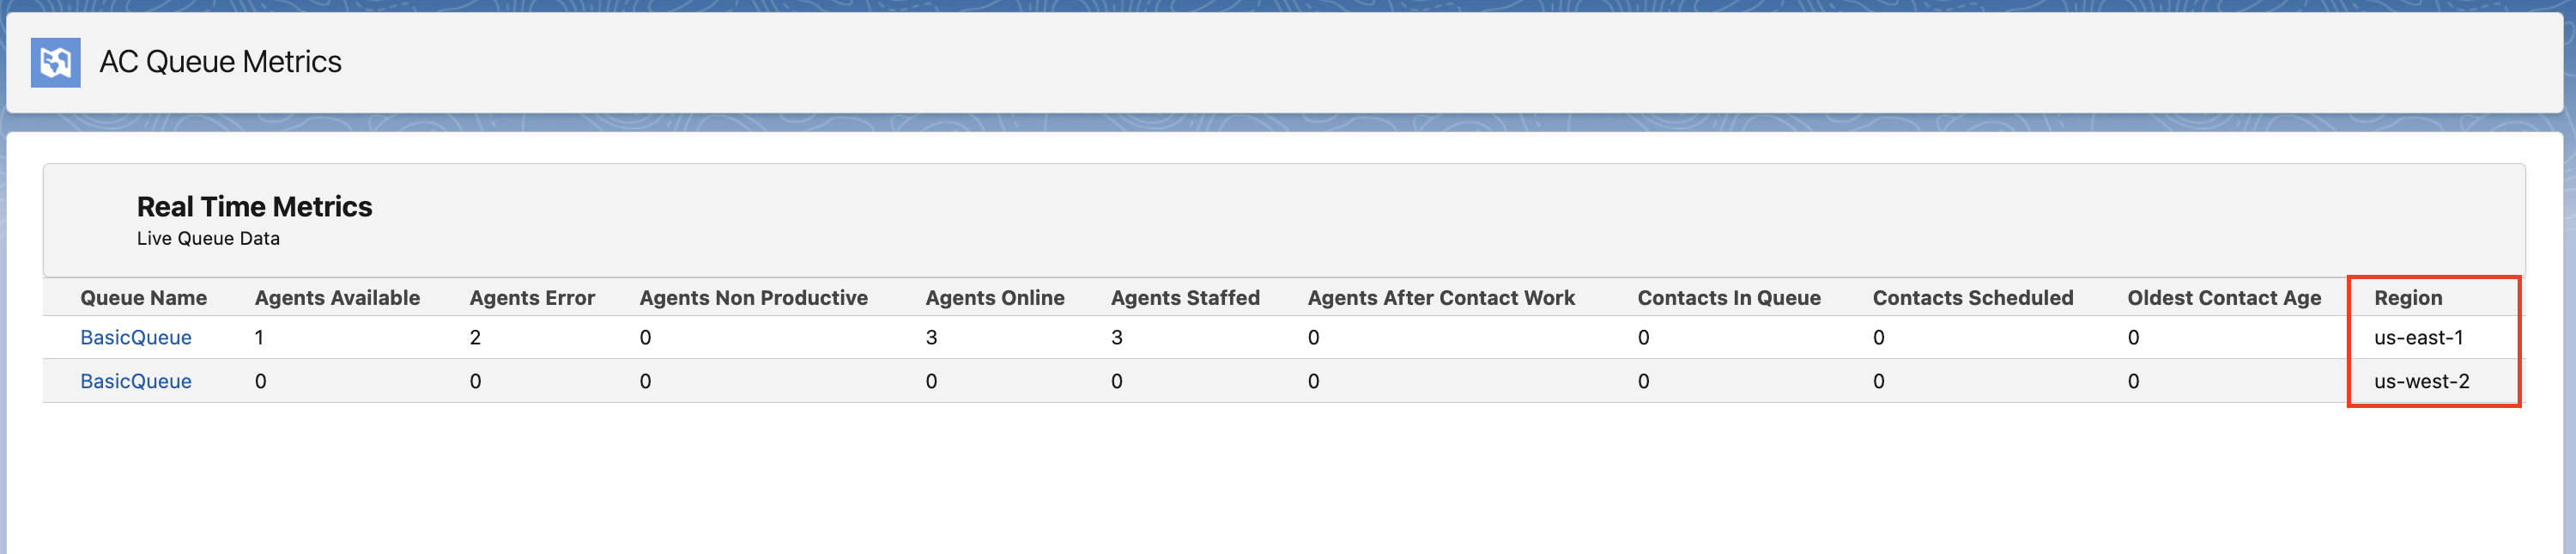 AC Queue Metrics
Real Time Metrics
Live Queue Data
Queue Name Agents Available Agents Error Agents Non Productive Agents Online Agents Staffed Agents After Contact Work Contacts In Queue Contacts Scheduled Oldest Contact Age Region
BasicQueue 1 2 0 3 3 0 0 0 0 us-east-1
BasicQueue 0 0 0 0 0 0 0 0 0 us-west-2